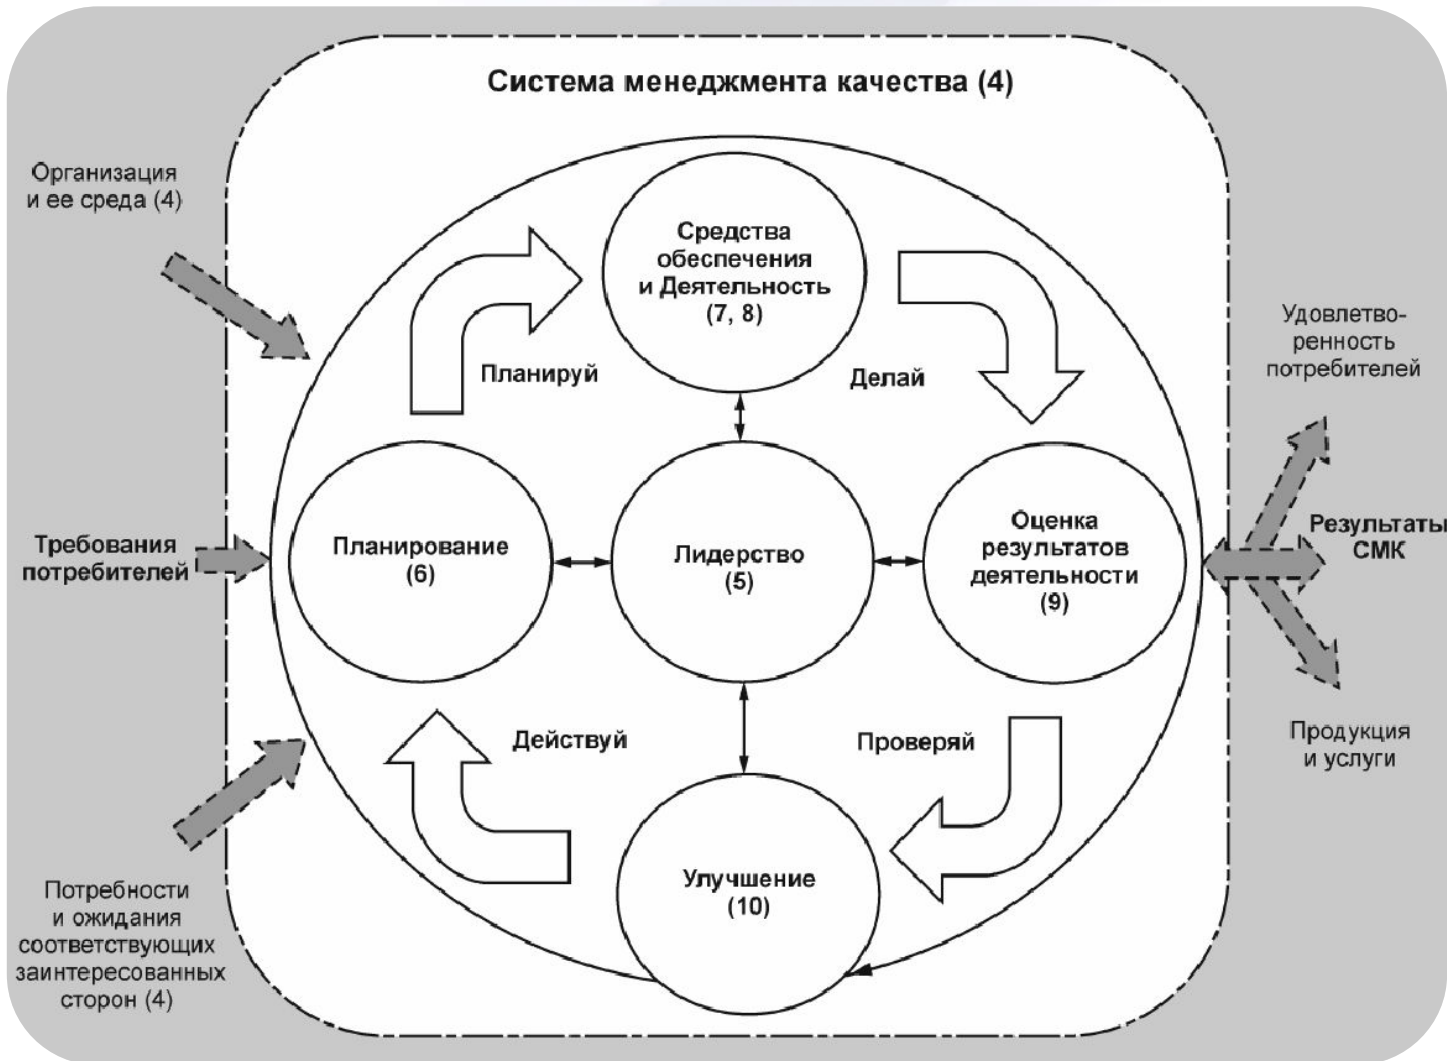 Система менеджмента качества (4)
Организация
и ее среда (4)
Средства
обеспечения
и Деятельность
(7, 8)
Планируй
Делай
Удовлетво-
ренность
потребителей
Требования
потребителей
Планирование
(6)
Лидерство
(5)
Оценка
результатов
деятельности
(9)
Результаты
СМК
Действуй
Проверяй
Продукция
и услуги
Улучшение
(10)
Потребности
и ожидания
соответствующих
заинтересованных
сторон (4)